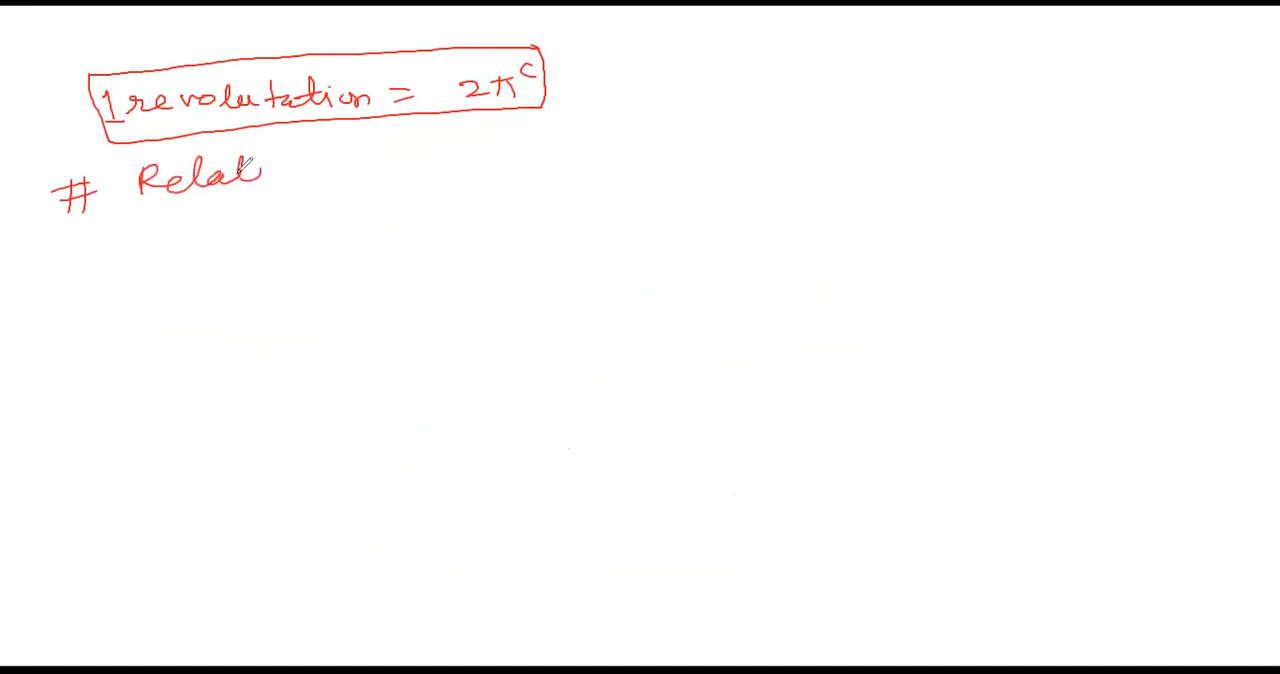 1 revolutation = 2π^c
# Relat